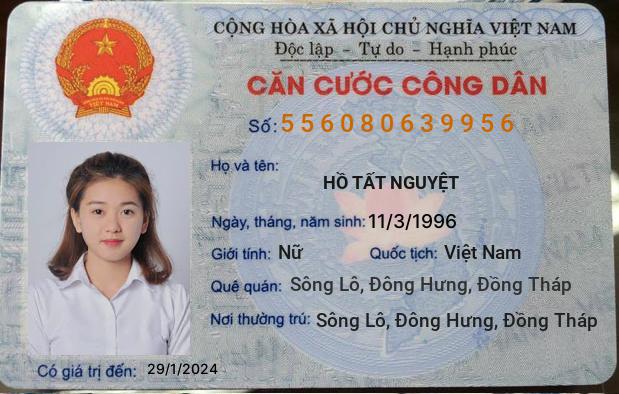 CỘNG HÒA XÃ HỘI CHỦ NGHĨA VIỆT NAM
Độc lập - Tự do - Hạnh phúc
CĂN CƯỚC CÔNG DÂN
Số: 556080639956
Họ và tên:
HỒ TẤT NGUYỆT
Ngày, tháng, năm sinh: 11/3/1996
Giới tính: Nữ Quốc tịch: Việt Nam
Quê quán: Sông Lô, Đông Hưng, Đồng Tháp
Nơi thường trú: Sông Lô, Đông Hưng, Đồng Tháp
Có giá trị đến: 29/1/2024
VIỆT NAM